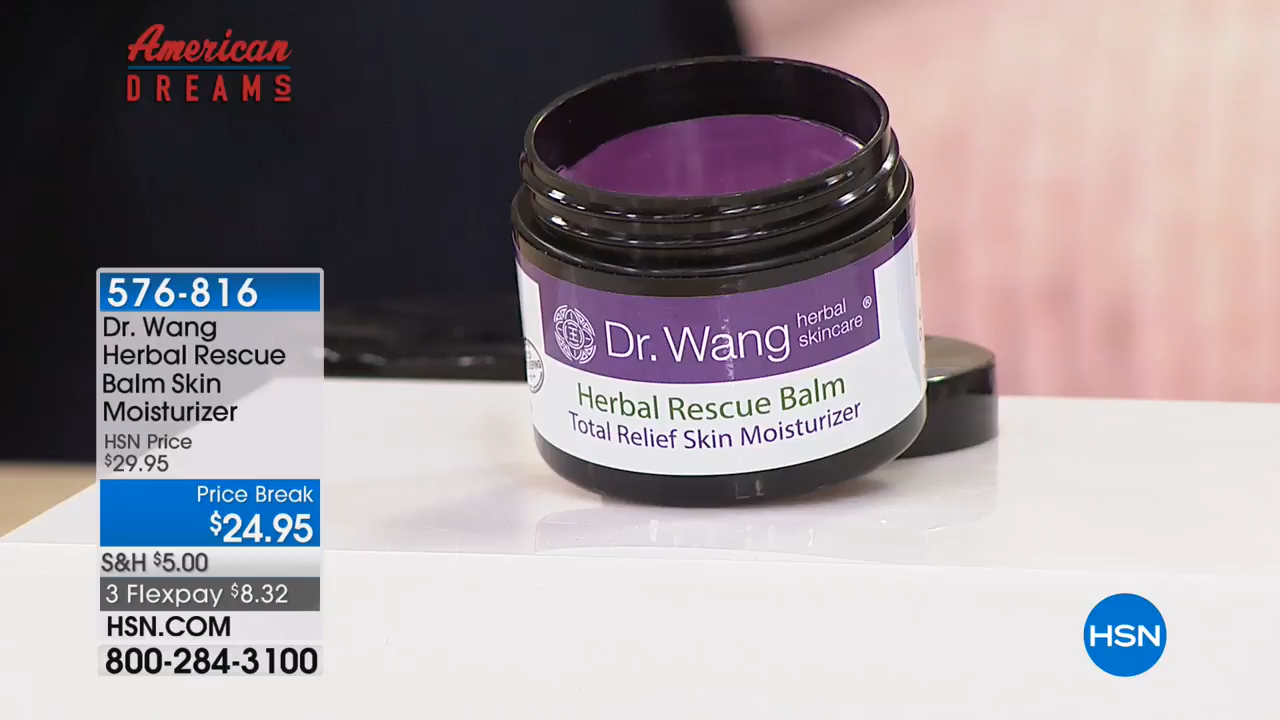 American
DREAMS
576-816
Dr. Wang
Herbal Rescue
Balm Skin
Moisturizer
HSN Price
$29.95
Price Break
$24.95
S&H $5.00
3 Flexpay $8.32
HSN.COM
800-284-3100
Dr. Wang herbal skincare®
Herbal Rescue Balm
Total Relief Skin Moisturizer
HSN